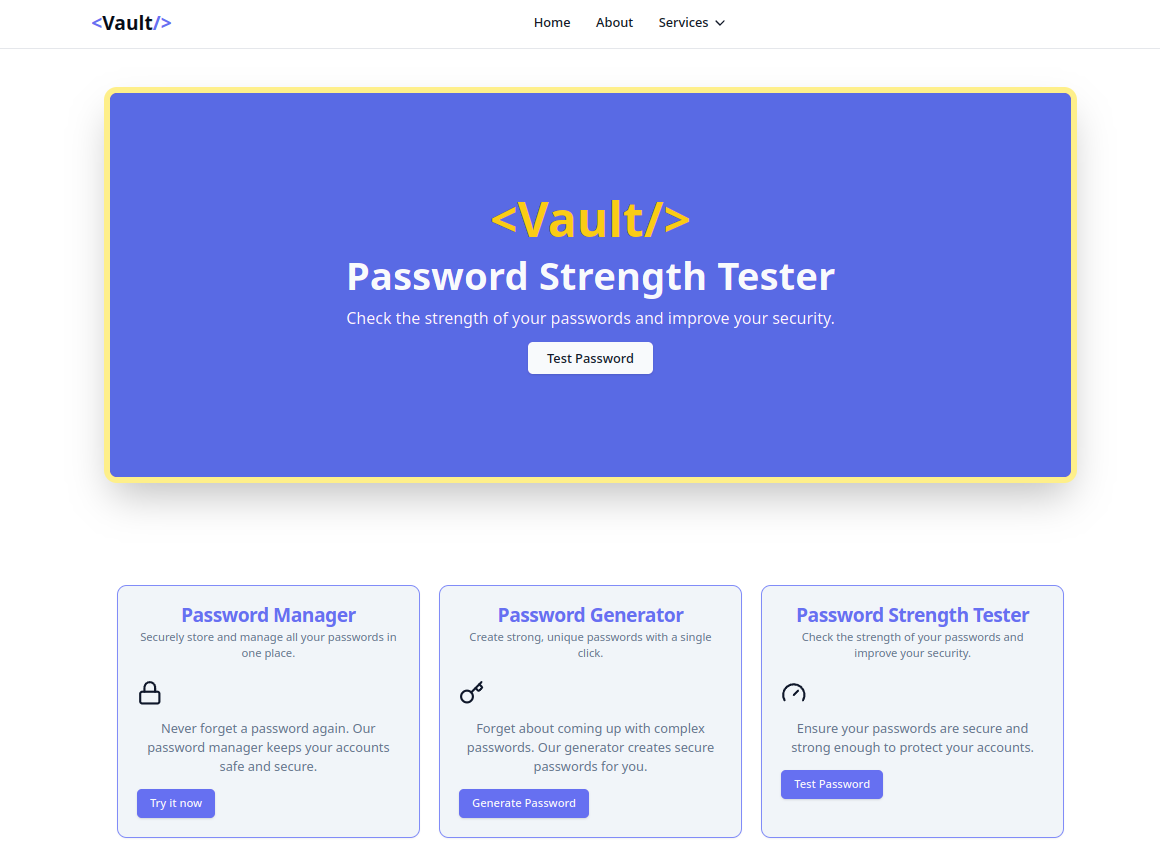 <Vault/>
Home About Services
<Vault/>
Password Strength Tester
Check the strength of your passwords and improve your security.
Test Password
Password Manager
Securely store and manage all your passwords in
one place.
Never forget a password again. Our
password manager keeps your accounts
safe and secure.
Try it now
Password Generator
Create strong, unique passwords with a single
click.
Forget about coming up with complex
passwords. Our generator creates secure
passwords for you.
Generate Password
Password Strength Tester
Check the strength of your passwords and
improve your security.
Ensure your passwords are secure and
strong enough to protect your accounts.
Test Password